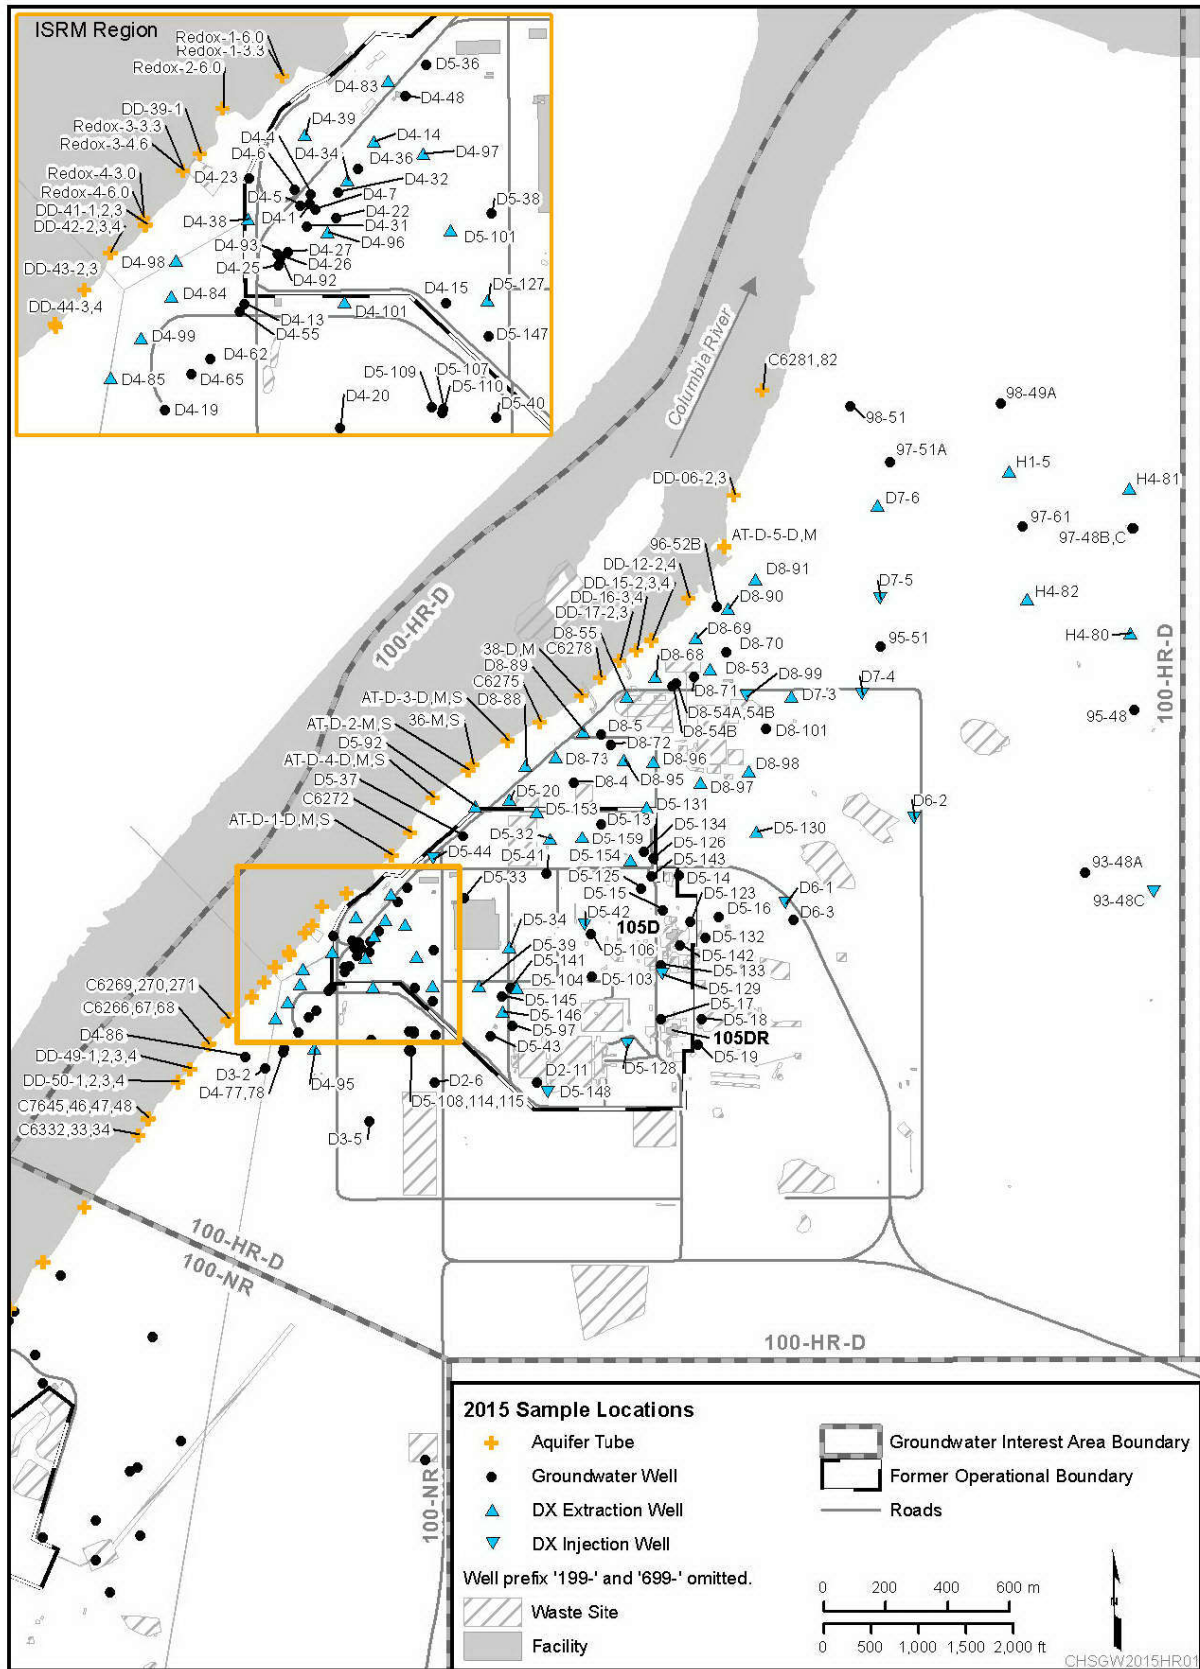 ISRM Region
Redox-1-6.0
Redox-1-3.3
Redox-2-6.0
DD-39-1
Redox-3-3.3
Redox-3-4.6
Redox-4-3.0
Redox-4-6.0
DD-41-1,2,3
DD-42-2,3,4
DD-43-2,3
DD-44-3,4
D5-36
D4-83
D4-48
D4-39
D4-14
D4-4
D4-6
D4-34
D4-36
D4-97
D4-23
D4-32
D4-5
D4-7
D5-38
D4-1
D4-22
D4-38
D4-31
D4-96
D5-101
D4-93
D4-27
D4-26
D4-98
D4-25
D4-92
D5-127
D4-84
D4-15
D4-13
D4-101
D4-55
D5-147
D4-99
D4-62
D4-65
D5-107
D5-109
D5-110
D4-85
D4-20
D5-40
D4-19
Columbia River
C6281,82
98-49A
98-51
97-51A
H1-5
H4-81
DD-06-2,3
D7-6
97-61
97-48B,C
AT-D-5-D,M
96-52B
DD-12-2,4
DD-15-2,3,4
DD-16-3,4
DD-17-2,3
D8-91
D7-5
D8-90
H4-82
D8-55
C6278
D8-69
D8-70
95-51
H4-80
38-D,M
D8-68
D8-53
D8-89
C6275
D8-99
D7-4
D8-88
D8-71
D7-3
D8-54A,54B
D8-54B
95-48
100-HR-D
100-HR-D
AT-D-3-D,M,S
36-M,S
AT-D-2-M,S
D5-92
D8-5
D8-101
D8-72
AT-D-4-D,M,S
D8-73
D8-96
D8-98
D5-37
D8-4
D8-95
D8-97
C6272
D5-20
D5-153
D5-131
D6-2
AT-D-1-D,M,S
D5-13
D5-134
D5-130
D5-32
D5-159
D5-126
D5-44
D5-154
D5-143
D5-41
93-48A
D5-33
D5-125
D5-14
D5-15
D5-123
D6-1
93-48C
D5-42
D5-16
D6-3
D5-34
105D
D5-132
D5-39
D5-106
D5-142
D5-141
D5-133
D5-104
D5-103
D5-129
C6269,270,271
D5-145
C6266,67,68
D5-146
D5-17
D5-18
D4-86
D5-97
105DR
DD-49-1,2,3,4
D5-43
D5-19
DD-50-1,2,3,4
D3-2
D5-128
D4-77,78
D4-95
D2-6
D2-11
C7645,46,47,48
D5-148
D5-108,114,115
C6332,33,34
D3-5
100-HR-D
100-NR
100-HR-D
100-NR
2015 Sample Locations
Aquifer Tube
Groundwater Well
DX Extraction Well
DX Injection Well
Well prefix '199-' and '699-' omitted.
Waste Site
Facility
Groundwater Interest Area Boundary
Former Operational Boundary
Roads
0 200 400 600 m
0 500 1,000 1,500 2,000 ft
N
CHSGW2015HR01